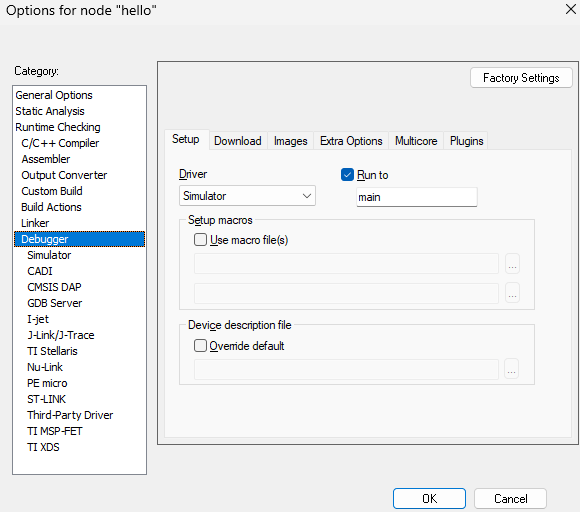 Options for node "hello"
Category:
General Options
Static Analysis
Runtime Checking
C/C++ Compiler
Assembler
Output Converter
Custom Build
Build Actions
Linker
Debugger
Simulator
CADI
CMSIS DAP
GDB Server
I-jet
J-Link/J-Trace
TI Stellaris
Nu-Link
PE micro
ST-LINK
Third-Party Driver
TI MSP-FET
TI XDS
Factory Settings
Setup Download Images Extra Options Multicore Plugins
Driver
Run to
Simulator
main
Setup macros
Use macro file(s)
...
...
Device description file
Override default
...
OK Cancel